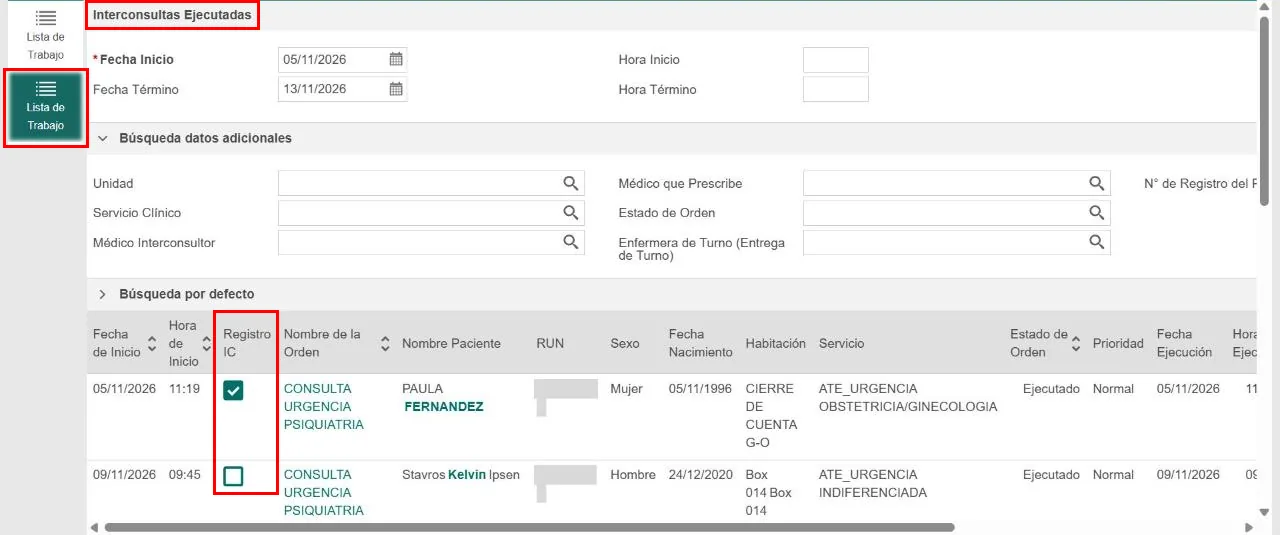 Lista de
Trabajo
Lista de
Trabajo
Interconsultas Ejecutadas
* Fecha Inicio 05/11/2026 Hora Inicio
Fecha Término 13/11/2026 Hora Término
Búsqueda datos adicionales
Unidad Médico que Prescribe N° de Registro del
Servicio Clínico Estado de Orden
Médico Interconsultor Enfermera de Turno (Entrega
de Turno)
Búsqueda por defecto
Fecha
de Inicio
Hora
de
Inicio
Registro
IC
Nombre de la
Orden
Nombre Paciente
RUN
Sexo
Fecha
Nacimiento
Habitación
Servicio
Estado de
Orden
Prioridad
Fecha
Ejecución
Hora
Ejec
05/11/2026
11:19
CONSULTA
URGENCIA
PSIQUIATRIA
PAULA
FERNANDEZ
Mujer
05/11/1996
CIERRE
DE
CUENTA
G-O
ATE_URGENCIA
OBSTETRICIA/GINECOLOGIA
Ejecutado
Normal
05/11/2026
11
09/11/2026
09:45
CONSULTA
URGENCIA
PSIQUIATRIA
Stavros Kelvin Ipsen
Hombre
24/12/2020
Box
014 Box
014
ATE_URGENCIA
INDIFERENCIADA
Ejecutado
Normal
09/11/2026
09